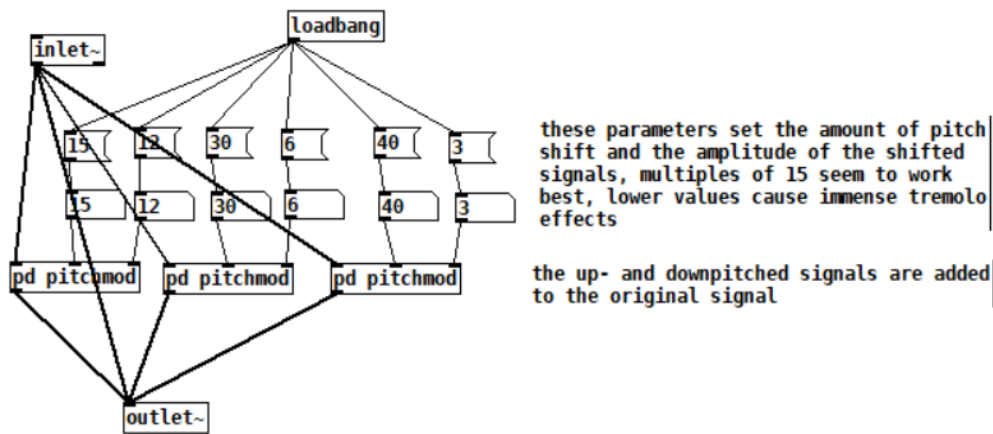 loadbang
inlet~
15 12 30 6 40 3
15 12 30 6 40 3
pd pitchmod pd pitchmod pd pitchmod
outlet~
these parameters set the amount of pitch
shift and the amplitude of the shifted
signals, multiples of 15 seem to work
best, lower values cause immense tremolo
effects
the up- and downpitched signals are added
to the original signal